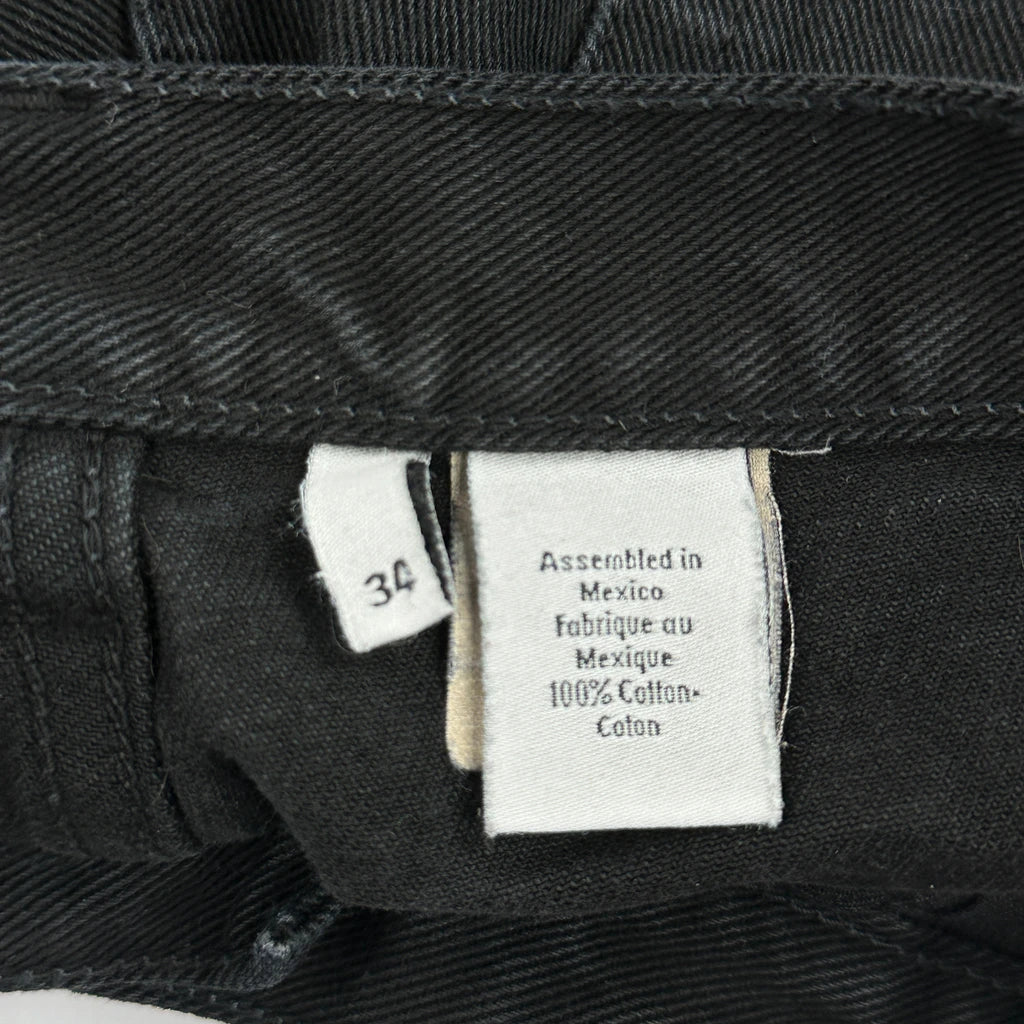 34
Assembled in
Mexico
Fabrique au
Mexique
100% Cotton-
Coton